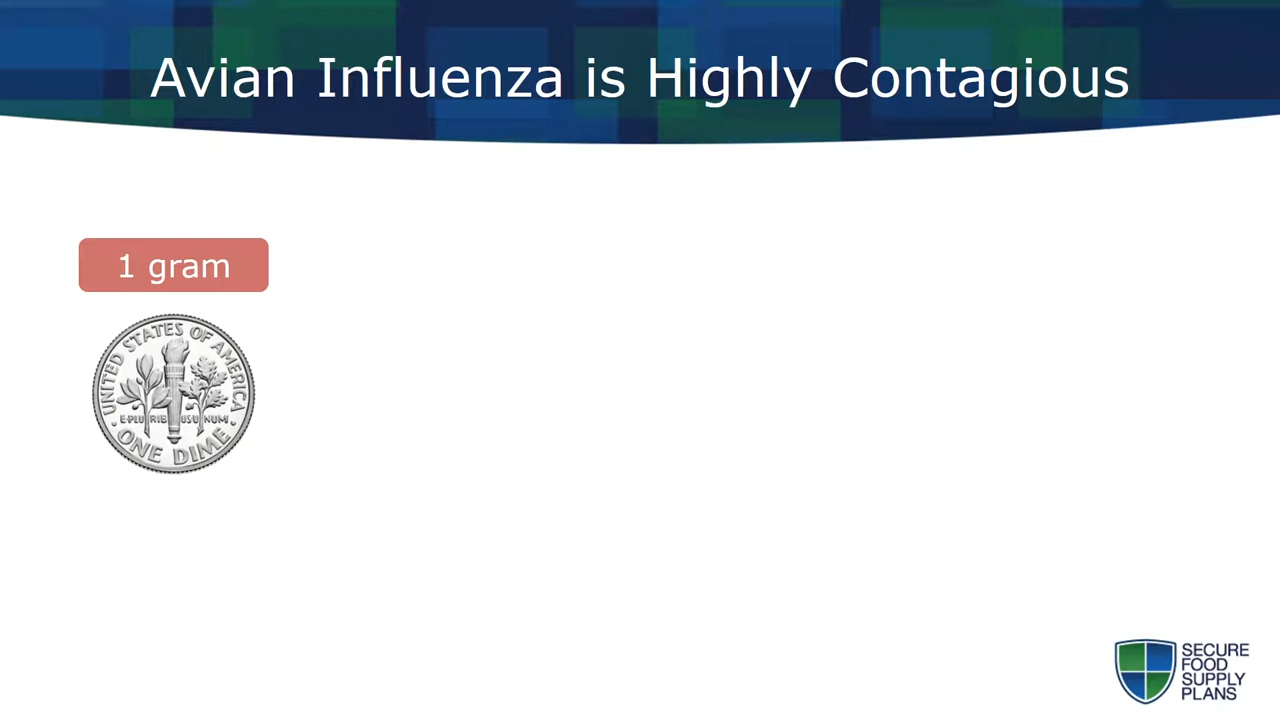 Avian Influenza is Highly Contagious
1 gram
UNITED STATES OF AMERICA
E·PLURIBUS·UNUM
ONE DIME
SECURE
FOOD
SUPPLY
PLANS